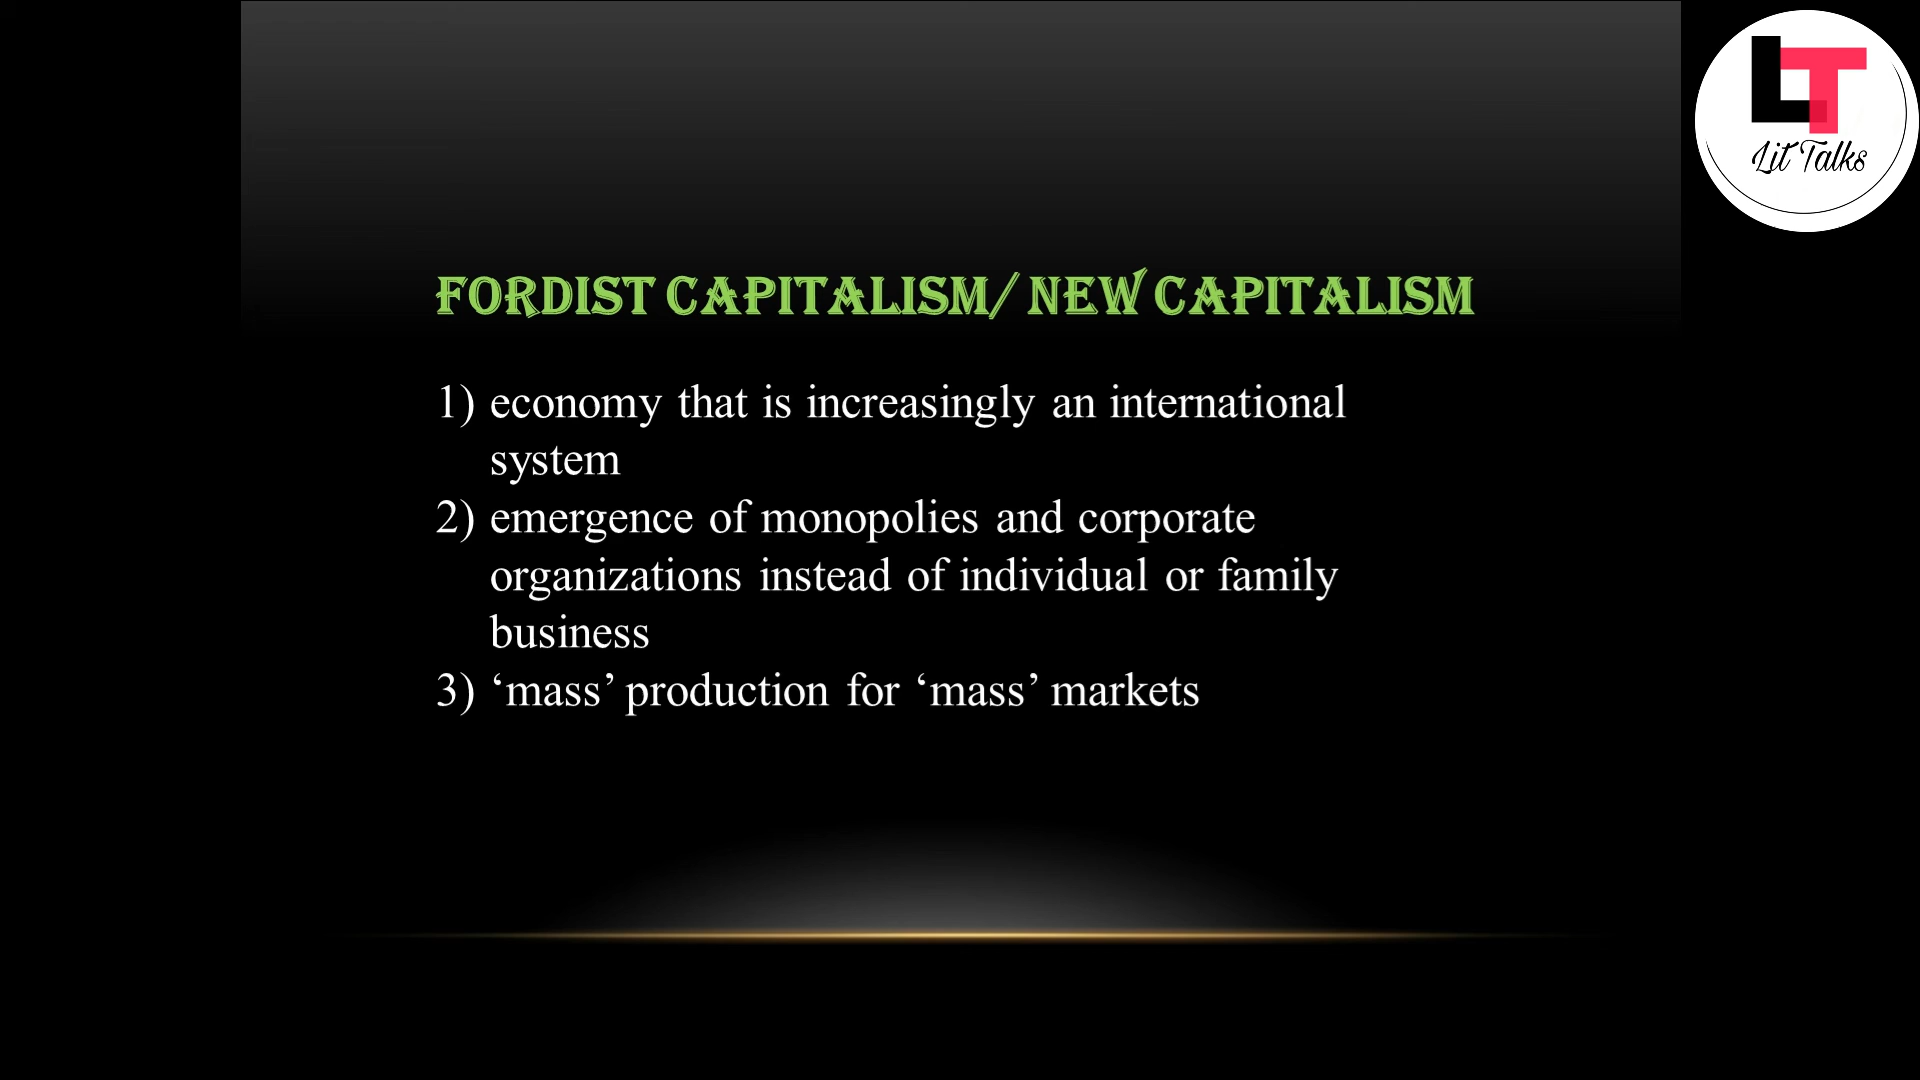 LT
Lit Talks
FORDIST CAPITALISM/ NEW CAPITALISM
1) economy that is increasingly an international
system
2) emergence of monopolies and corporate
organizations instead of individual or family
business
3) ‘mass’ production for ‘mass’ markets